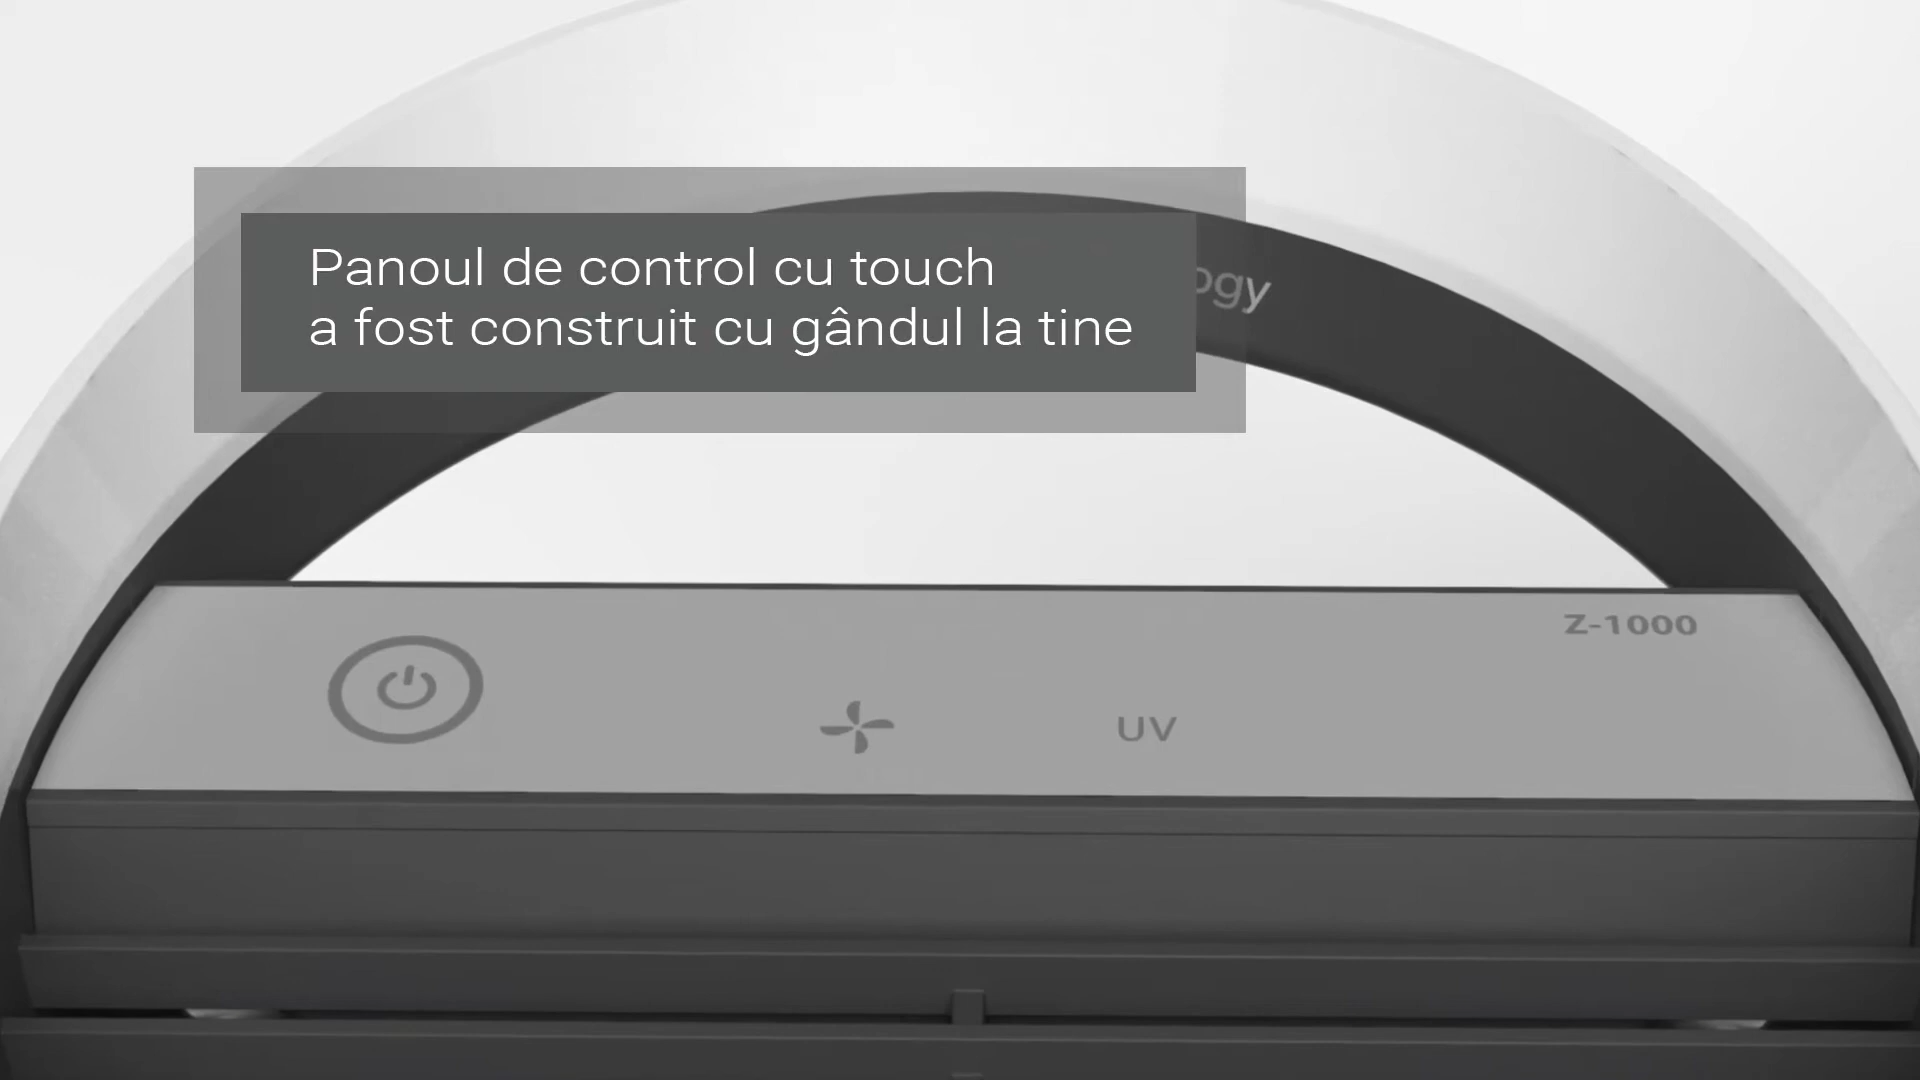 Panoul de control cu touch
a fost construit cu gândul la tine
Z-1000
UV